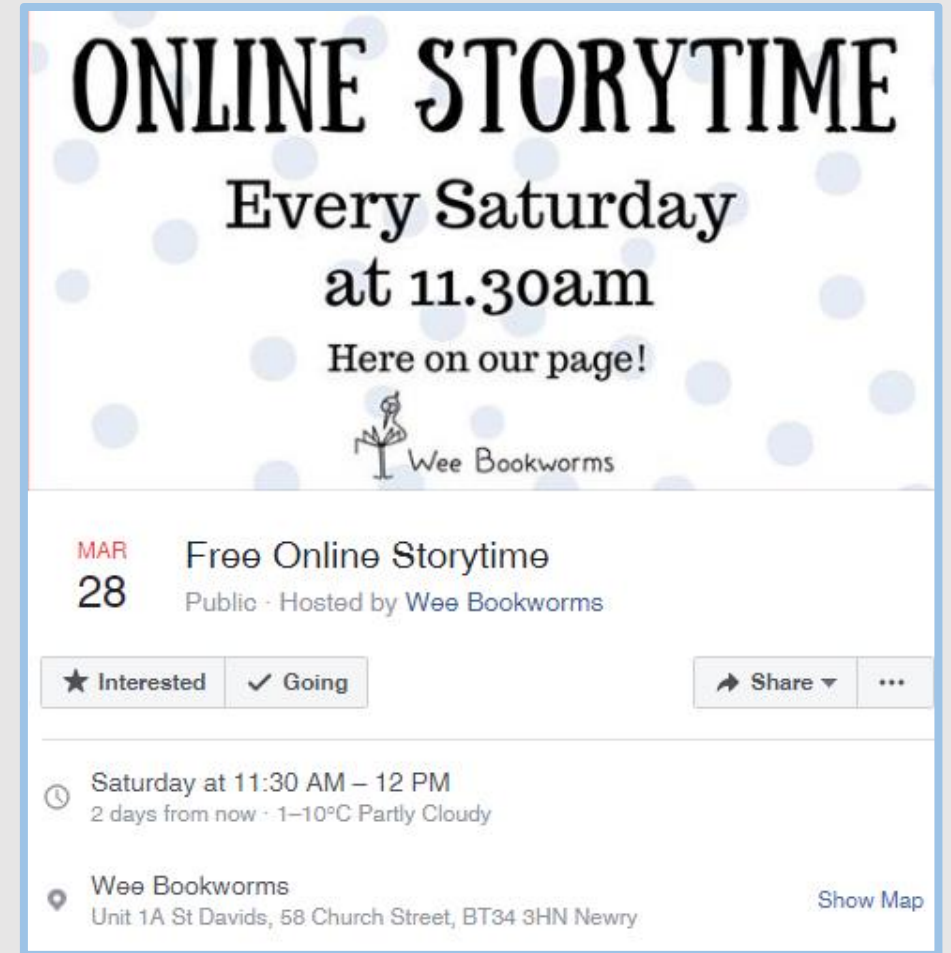 ONLINE STORYTIME
Every Saturday
at 11.30am
Here on our page!
Wee Bookworms
MAR
28
Free Online Storytime
Public · Hosted by Wee Bookworms
Interested
Going
Share
Saturday at 11:30 AM – 12 PM
2 days from now · 1–10°C Partly Cloudy
Wee Bookworms
Unit 1A St Davids, 58 Church Street, BT34 3HN Newry
Show Map